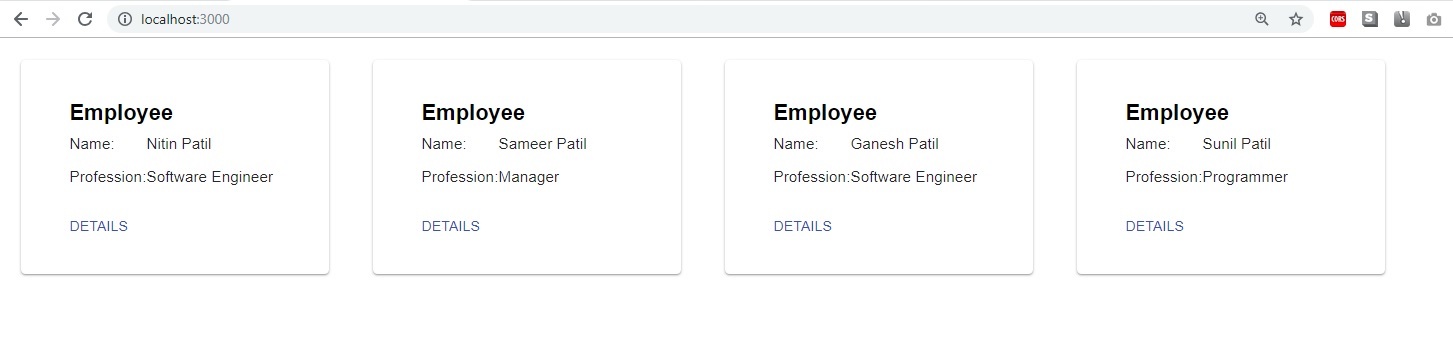 localhost:3000
CORS
S
Employee
Name: Nitin Patil
Profession:Software Engineer
DETAILS
Employee
Name: Sameer Patil
Profession:Manager
DETAILS
Employee
Name: Ganesh Patil
Profession:Software Engineer
DETAILS
Employee
Name: Sunil Patil
Profession:Programmer
DETAILS